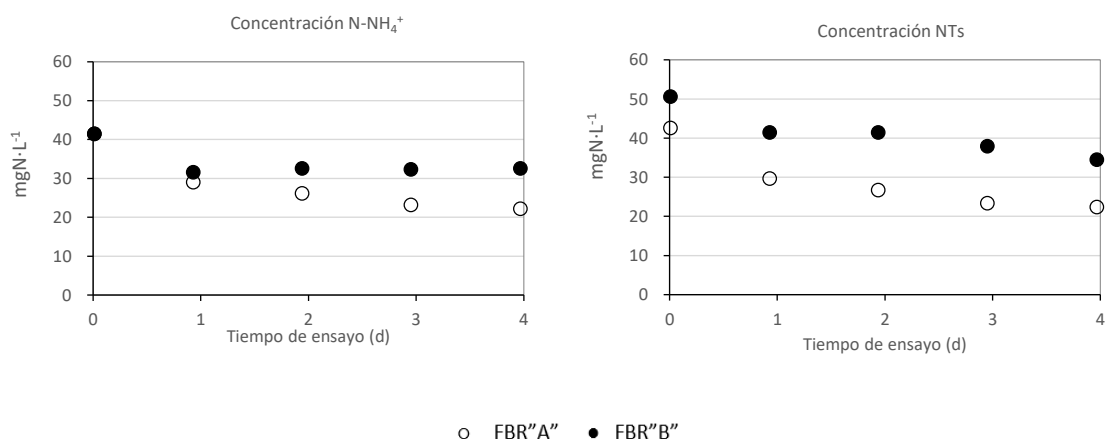 Concentración N-NH₄⁺
60
50
40
30
20
10
0
mgN·L⁻¹
0 1 2 3 4
Tiempo de ensayo (d)
Concentración NTs
60
50
40
30
20
10
0
mgN·L⁻¹
0 1 2 3 4
Tiempo de ensayo (d)
FBR”A” FBR”B”